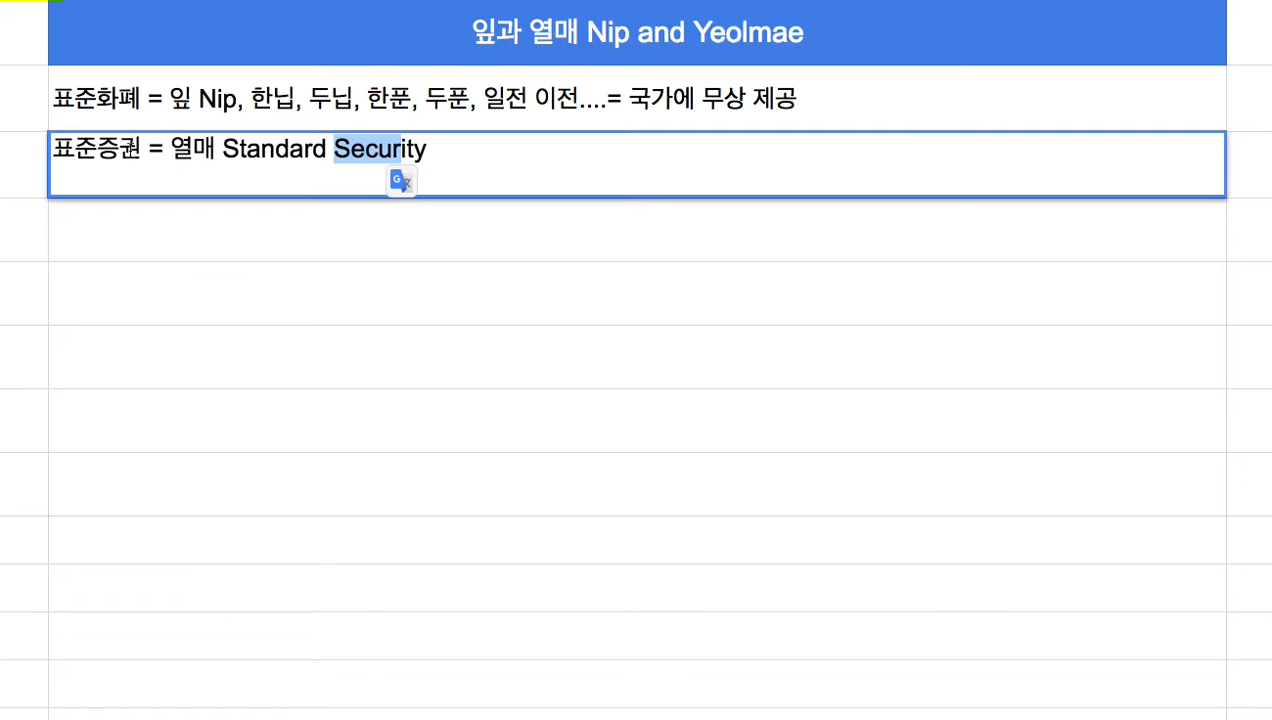 잎과 열매 Nip and Yeolmae
표준화폐 = 잎 Nip, 한닙, 두닙, 한푼, 두푼, 일전 이전....= 국가에 무상 제공
표준증권 = 열매 Standard Security